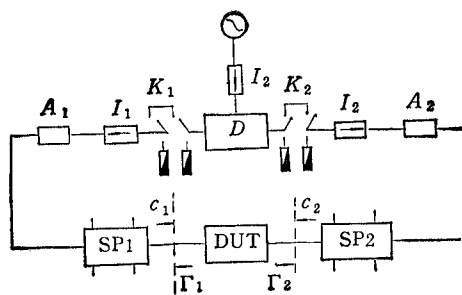 I₂
K₁
K₂
A₁
I₁
D
I₂
A₂
c₁
c₂
SP₁
DUT
SP₂
Γ₁
Γ₂